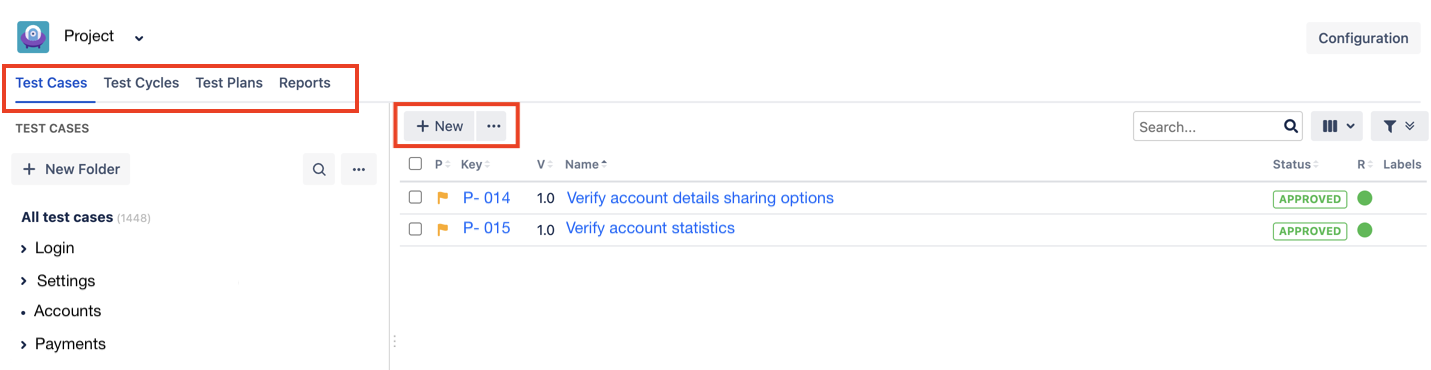 Project
Configuration
Test Cases Test Cycles Test Plans Reports
TEST CASES
+ New Folder
All test cases (1448)
Login
Settings
Accounts
Payments
+ New
Search...
P Key V Name Status R Labels
P- 014 1.0 Verify account details sharing options APPROVED
P- 015 1.0 Verify account statistics APPROVED